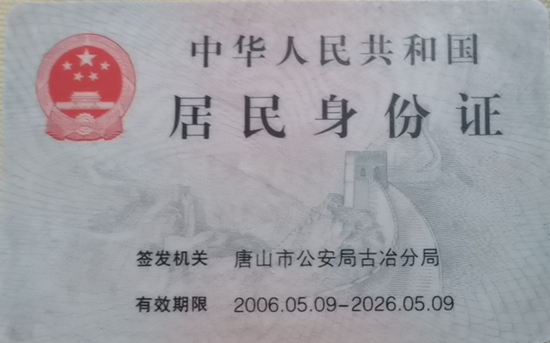 中华人民共和国
居民身份证
签发机关 唐山市公安局古冶分局
有效期限 2006.05.09-2026.05.09